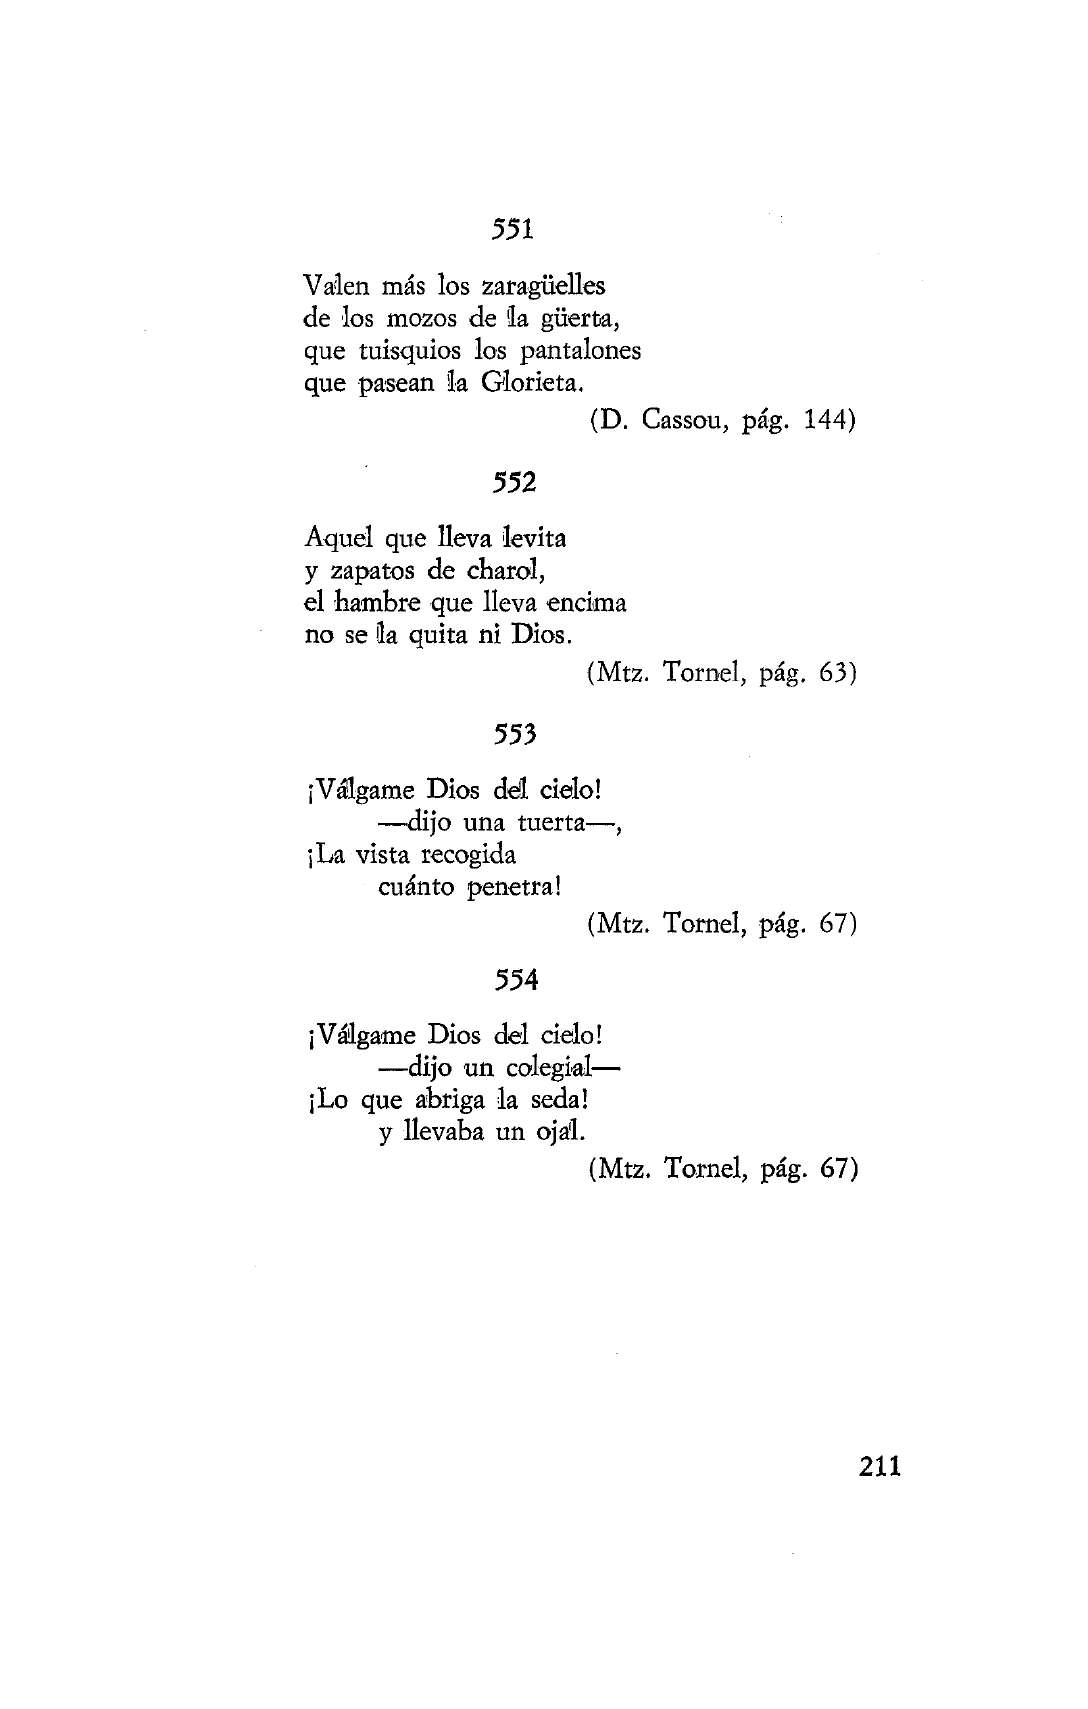 551
Valen más los zaragüelles
de los mozos de la güerta,
que tuisquios los pantalones
que pasean la Glorieta.
(D. Cassou, pág. 144)
552
Aquel que lleva levita
y zapatos de charol,
el hambre que lleva encima
no se la quita ni Dios.
(Mtz. Tornel, pág. 63)
553
¡Válgame Dios del cielo!
—dijo una tuerta—,
¡La vista recogida
cuánto penetra!
(Mtz. Tornel, pág. 67)
554
¡Válgame Dios del cielo!
—dijo un colegial—
¡Lo que abriga la seda!
y llevaba un ojal.
(Mtz. Tornel, pág. 67)
211